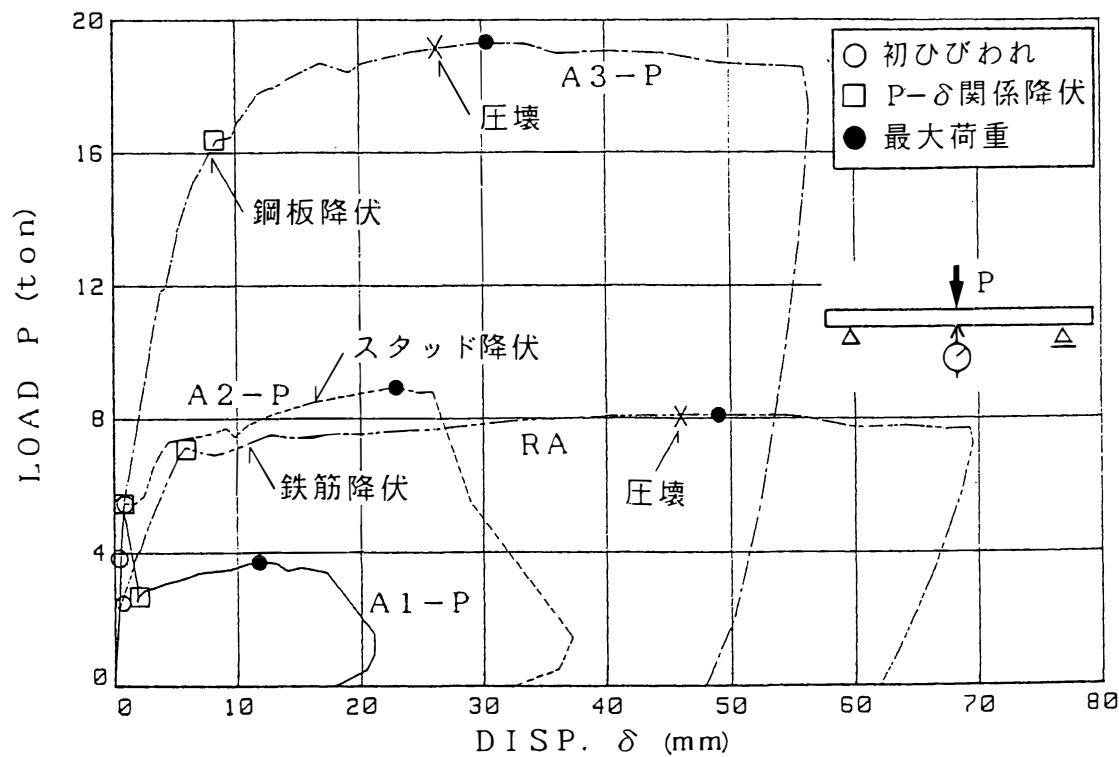 LOAD P (ton)
20
16
12
8
4
0
○ 初ひびわれ
□ P-δ関係降伏
● 最大荷重
A3-P
圧壊
鋼板降伏
P
スタッド降伏
A2-P
RA
鉄筋降伏
圧壊
A1-P
0 10 20 30 40 50 60 70 80
DISP. δ (mm)